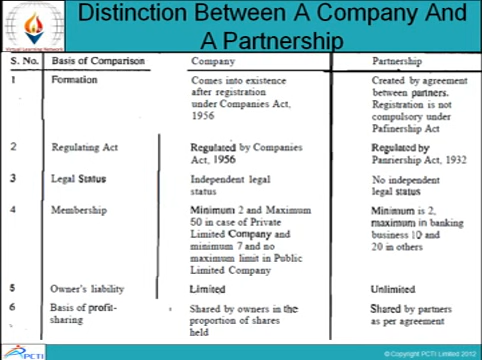 Distinction Between A Company And
A Partnership
Virtual Learning Network
S. No. Basis of Comparison Company Partnership
1 Formation Comes into existence Created by agreement
after registration between partners.
under Companies Act, Registration is not
1956 compulsory under
Pafinership Act
2 Regulating Act Regulated by Companies Regulated by
Act, 1956 Panriership Act, 1932
3 Legal Status Independent legal No independent
status legal status
4 Membership Minimum 2 and Maximum Minimum is 2,
50 in case of Private maximum in banking
Limited Company and business 10 and
minimum 7 and no 20 in others
maximum limit in Public
Limited Company
5 Owner's liability Limited Unlimited
6 Basis of profit- Shared by owners in the Shared by partners
sharing proportion of shares as per agreement
held
PCTI
© Copyright PCTI Limited 2012